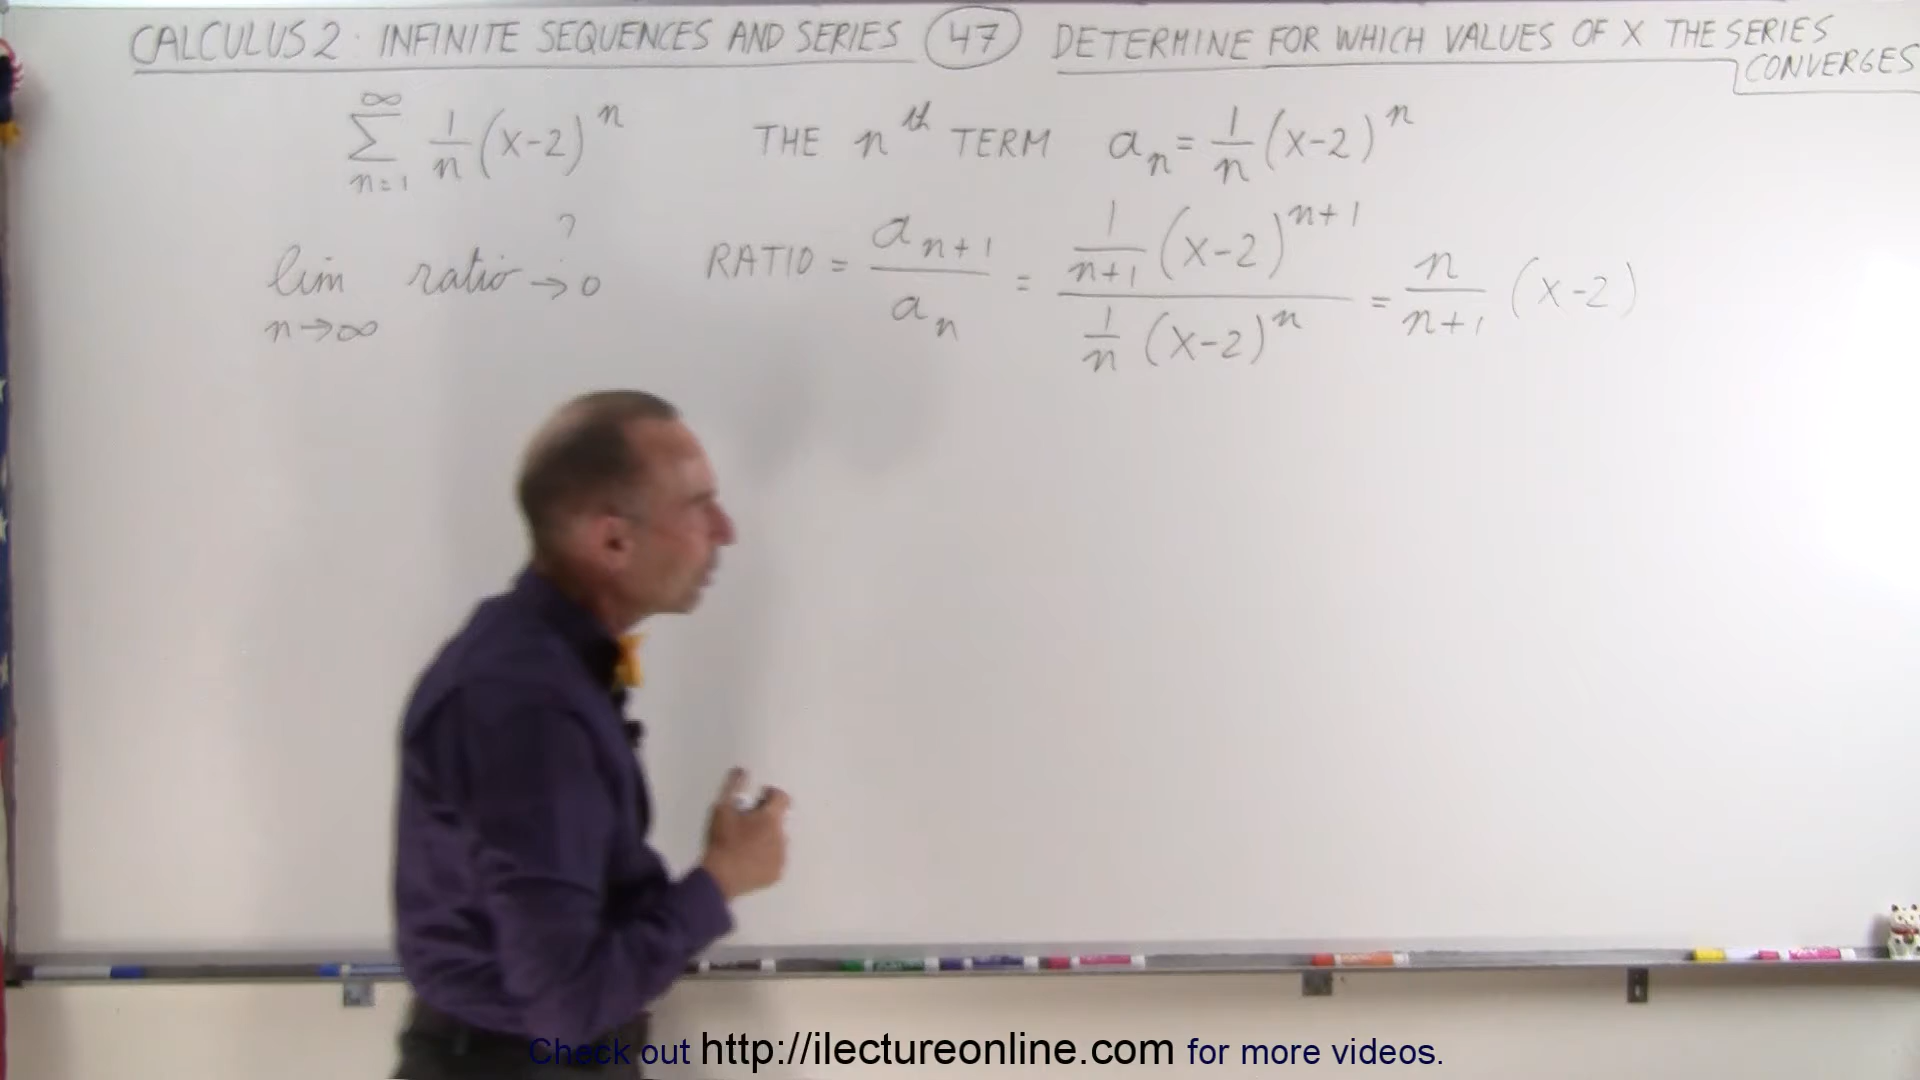 CALCULUS 2: INFINITE SEQUENCES AND SERIES (47) DETERMINE FOR WHICH VALUES OF X THE SERIES CONVERGES
∞
∑ 1/n (x-2)^n THE n^th TERM a_n = 1/n (x-2)^n
n=1
lim ratio →0 ? RATIO = a_{n+1} / a_n = (1/(n+1) (x-2)^{n+1}) / (1/n (x-2)^n) = n/(n+1) (x-2)
n→∞
Check out http://ilectureonline.com for more videos.